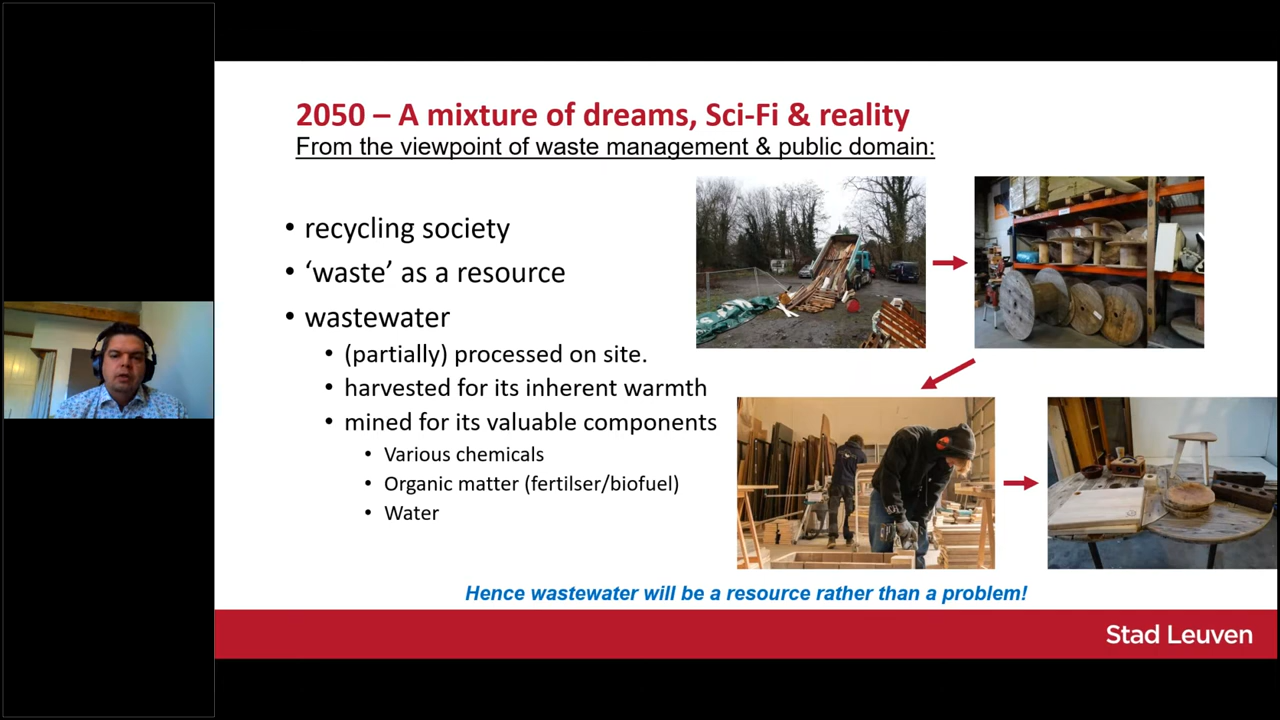 2050 – A mixture of dreams, Sci-Fi & reality
From the viewpoint of waste management & public domain:
• recycling society
• ‘waste’ as a resource
• wastewater
• (partially) processed on site.
• harvested for its inherent warmth
• mined for its valuable components
• Various chemicals
• Organic matter (fertilser/biofuel)
• Water
Hence wastewater will be a resource rather than a problem!
Stad Leuven